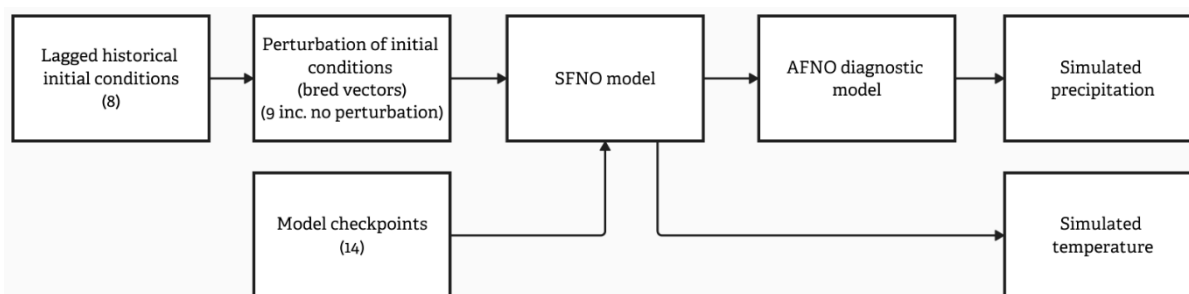 Lagged historical
initial conditions
(8)
Perturbation of initial
conditions
(bred vectors)
(9 inc. no perturbation)
SFNO model
AFNO diagnostic
model
Simulated
precipitation
Model checkpoints
(14)
Simulated
temperature